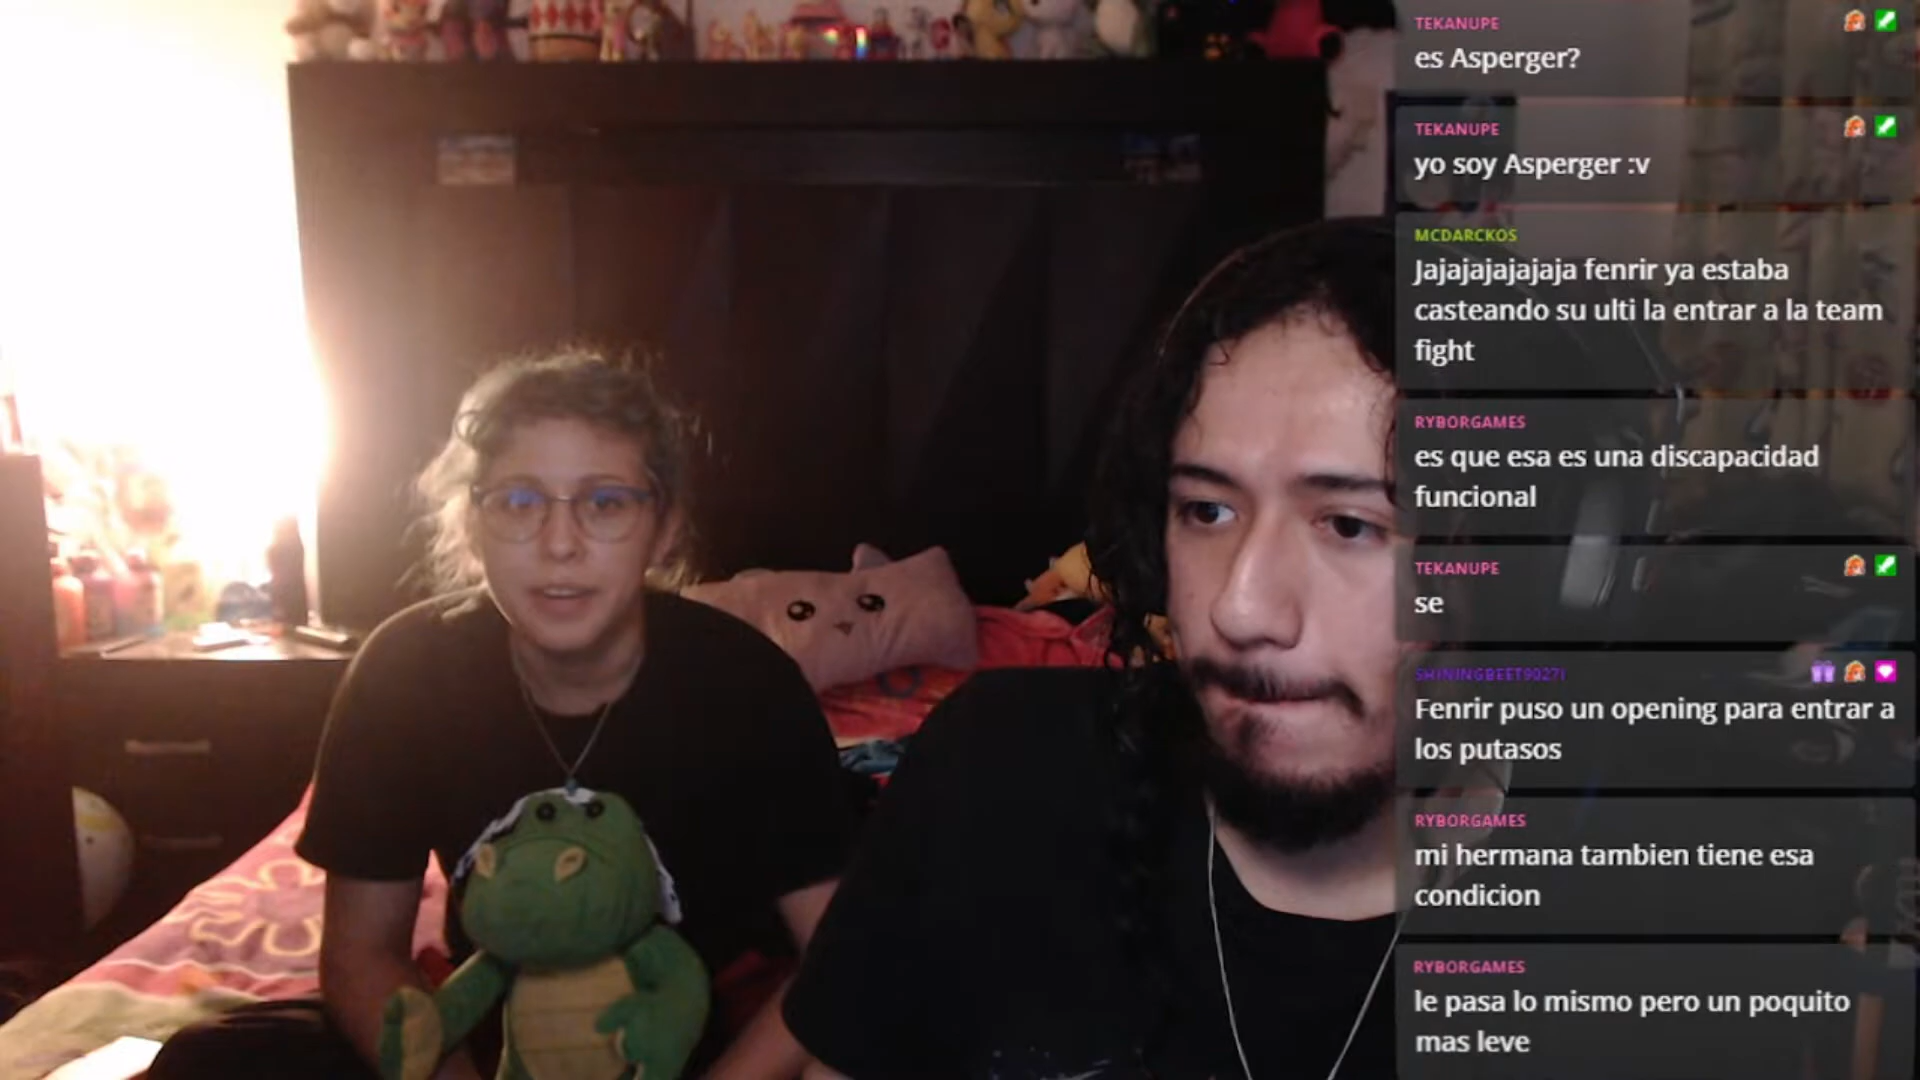 TEKANUPE
es Asperger?
TEKANUPE
yo soy Asperger :v
MCDARCKOS
Jajajajajajaja fenrir ya estaba
casteando su ulti la entrar a la team
fight
RYBORGAMES
es que esa es una discapacidad
funcional
TEKANUPE
se
SHININGBEET90271
Fenrir puso un opening para entrar a
los putasos
RYBORGAMES
mi hermana tambien tiene esa
condicion
RYBORGAMES
le pasa lo mismo pero un poquito
mas leve